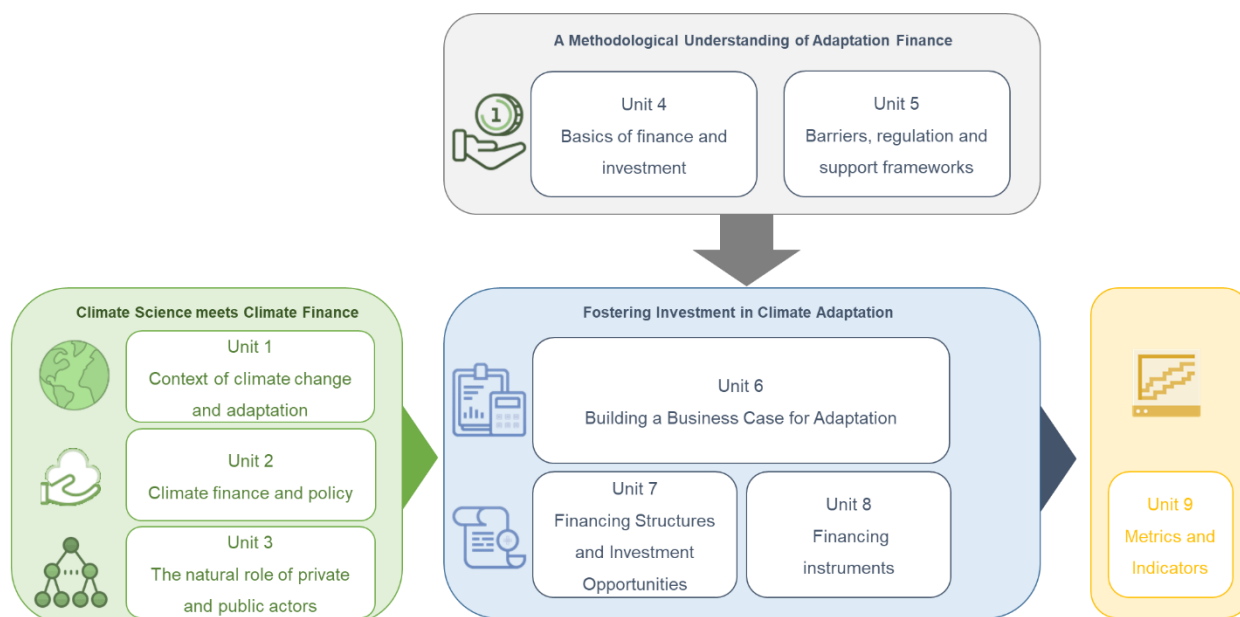 A Methodological Understanding of Adaptation Finance
1
Unit 4
Basics of finance and
investment
Unit 5
Barriers, regulation and
support frameworks
Climate Science meets Climate Finance
Unit 1
Context of climate change
and adaptation
Unit 2
Climate finance and policy
Unit 3
The natural role of private
and public actors
Fostering Investment in Climate Adaptation
Unit 6
Building a Business Case for Adaptation
Unit 7
Financing Structures
and Investment
Opportunities
Unit 8
Financing
instruments
Unit 9
Metrics and
Indicators